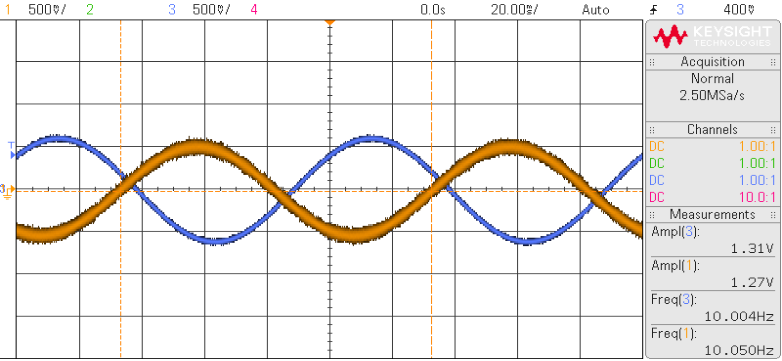 1 500mV/ 2 3 500mV/ 4 0.0s 20.00ms/ Auto 3 400mV
KEYSIGHT
TECHNOLOGIES
Acquisition
Normal
2.50MSa/s
Channels
DC 1.00:1
DC 1.00:1
DC 1.00:1
DC 10.0:1
Measurements
Ampl(3):
1.31V
Ampl(1):
1.27V
Freq(3):
10.004Hz
Freq(1):
10.050Hz
T
3